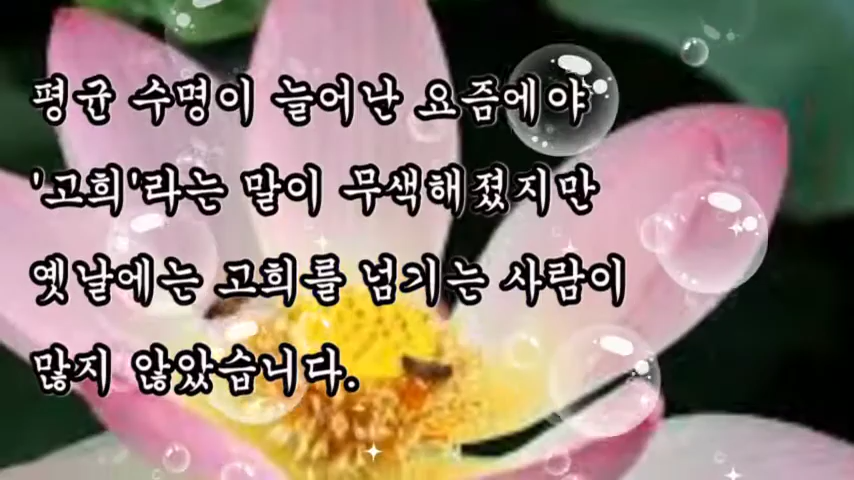 평균 수명이 늘어난 요즘에야
'고희'라는 말이 무색해졌지만
옛날에는 고희를 넘기는 사람이
많지 않았습니다.